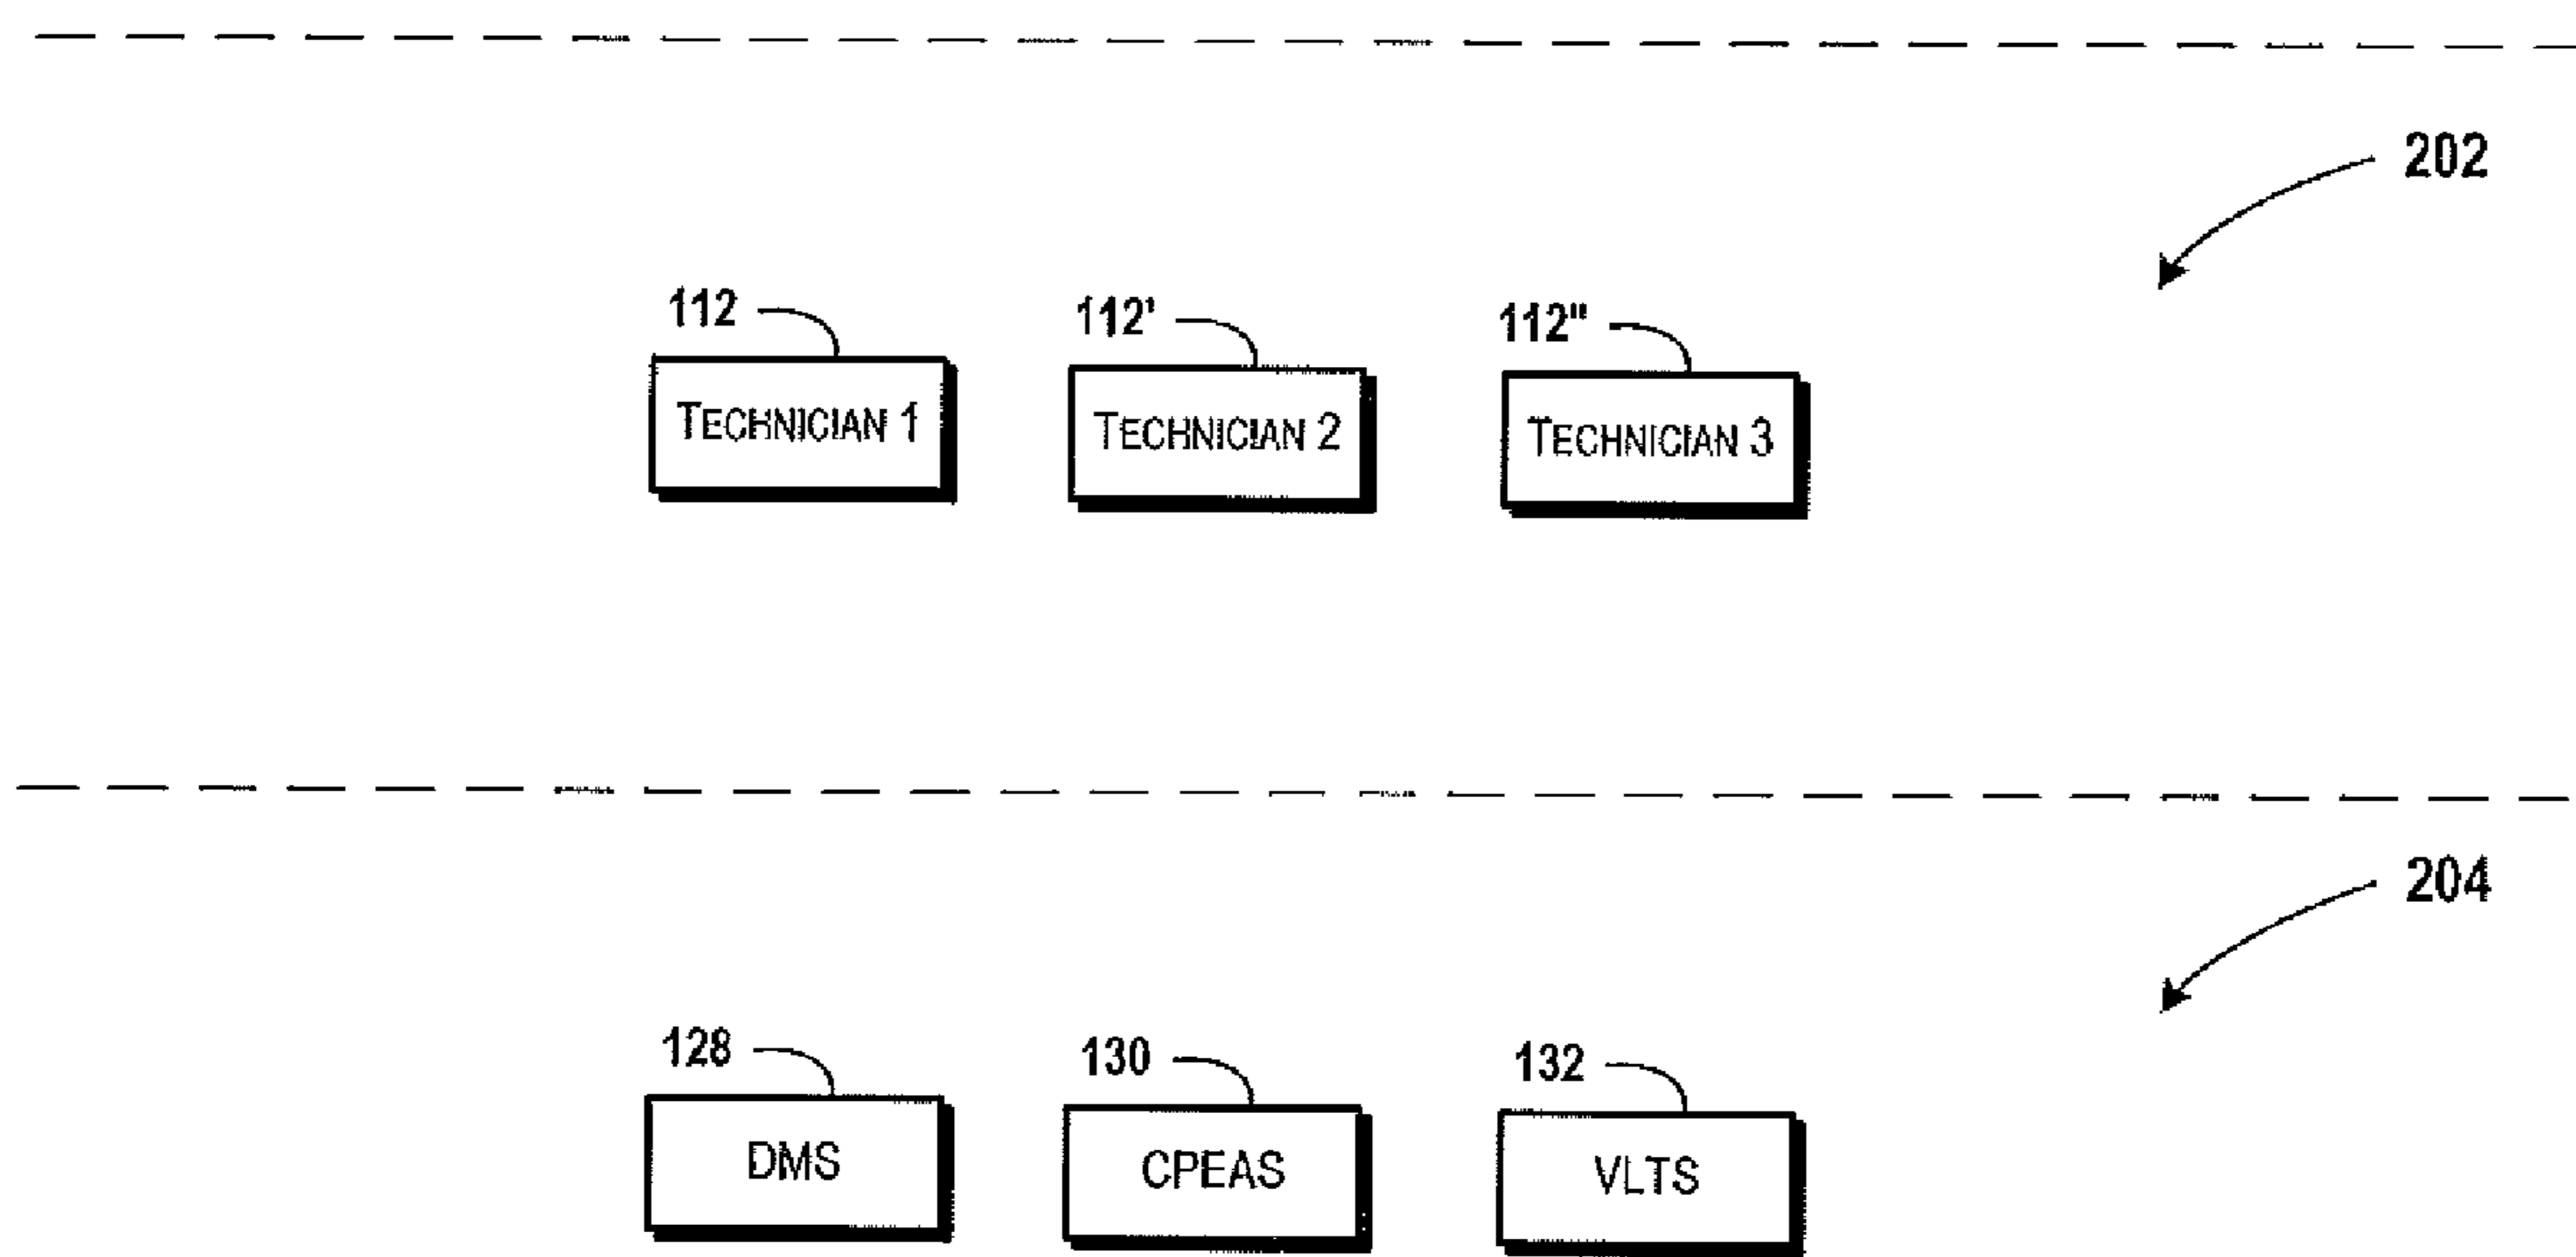 202
112 112' 112"
TECHNICIAN 1 TECHNICIAN 2 TECHNICIAN 3
204
128 130 132
DMS CPEAS VLTS